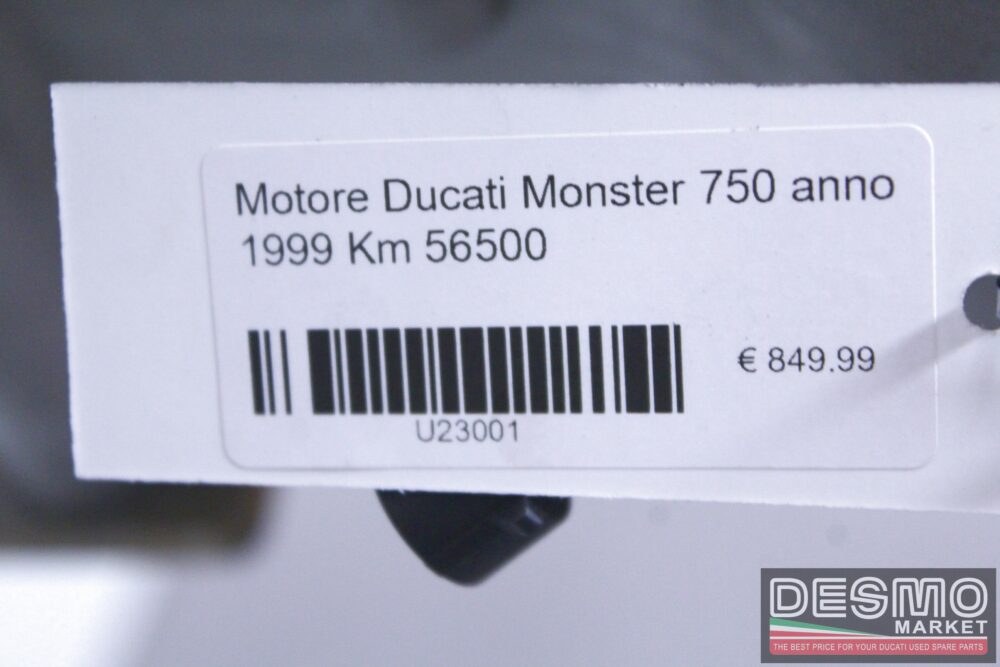 Motore Ducati Monster 750 anno
1999 Km 56500
€ 849.99
U23001
DESMO
MARKET
THE BEST PRICE FOR YOUR DUCATI USED SPARE PARTS